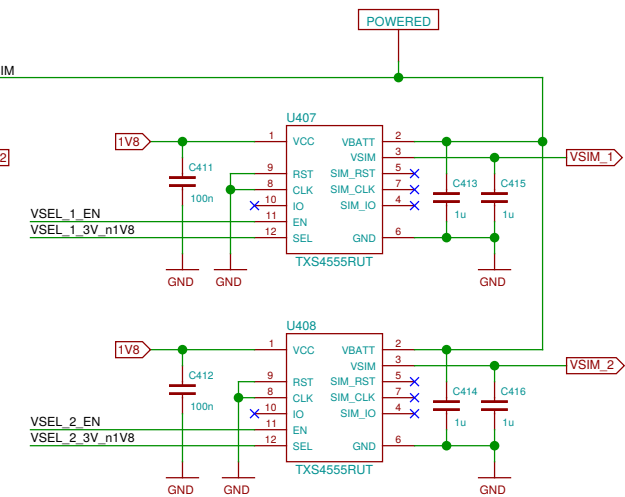 POWERED
IM
U407
1V8
1 VCC VBATT 2
VSIM 3
VSIM_1
2
C411
100n
9 RST SIM_RST 5
8 CLK SIM_CLK 7
10 IO SIM_IO 4
C413
1u
C415
1u
VSEL_1_EN
11 EN
VSEL_1_3V_n1V8
12 SEL GND 6
TXS4555RUT
GND
GND
GND
U408
1V8
1 VCC VBATT 2
VSIM 3
VSIM_2
C412
100n
9 RST SIM_RST 5
8 CLK SIM_CLK 7
10 IO SIM_IO 4
C414
1u
C416
1u
VSEL_2_EN
11 EN
VSEL_2_3V_n1V8
12 SEL GND 6
TXS4555RUT
GND
GND
GND